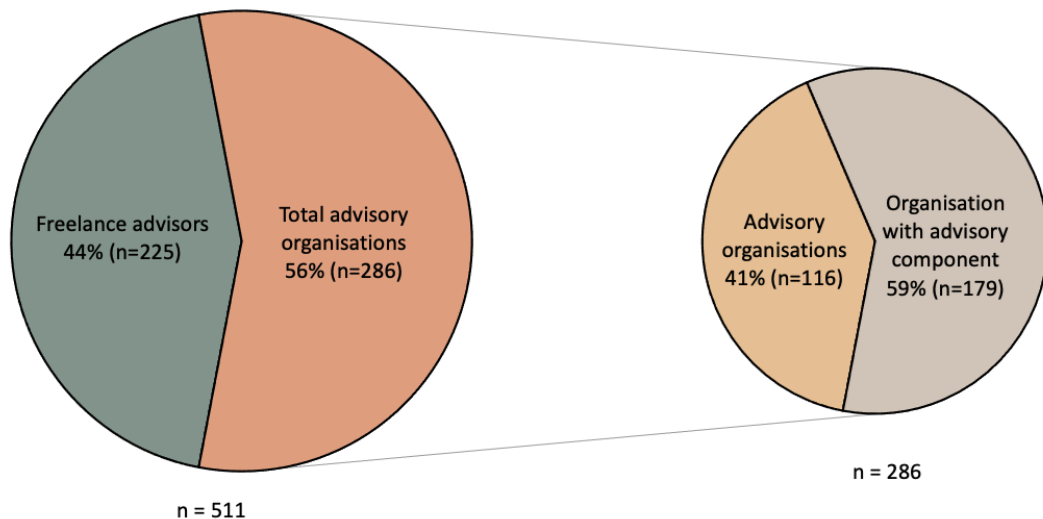 Freelance advisors
44% (n=225)
Total advisory
organisations
56% (n=286)
n = 511
Advisory
organisations
41% (n=116)
Organisation
with advisory
component
59% (n=179)
n = 286